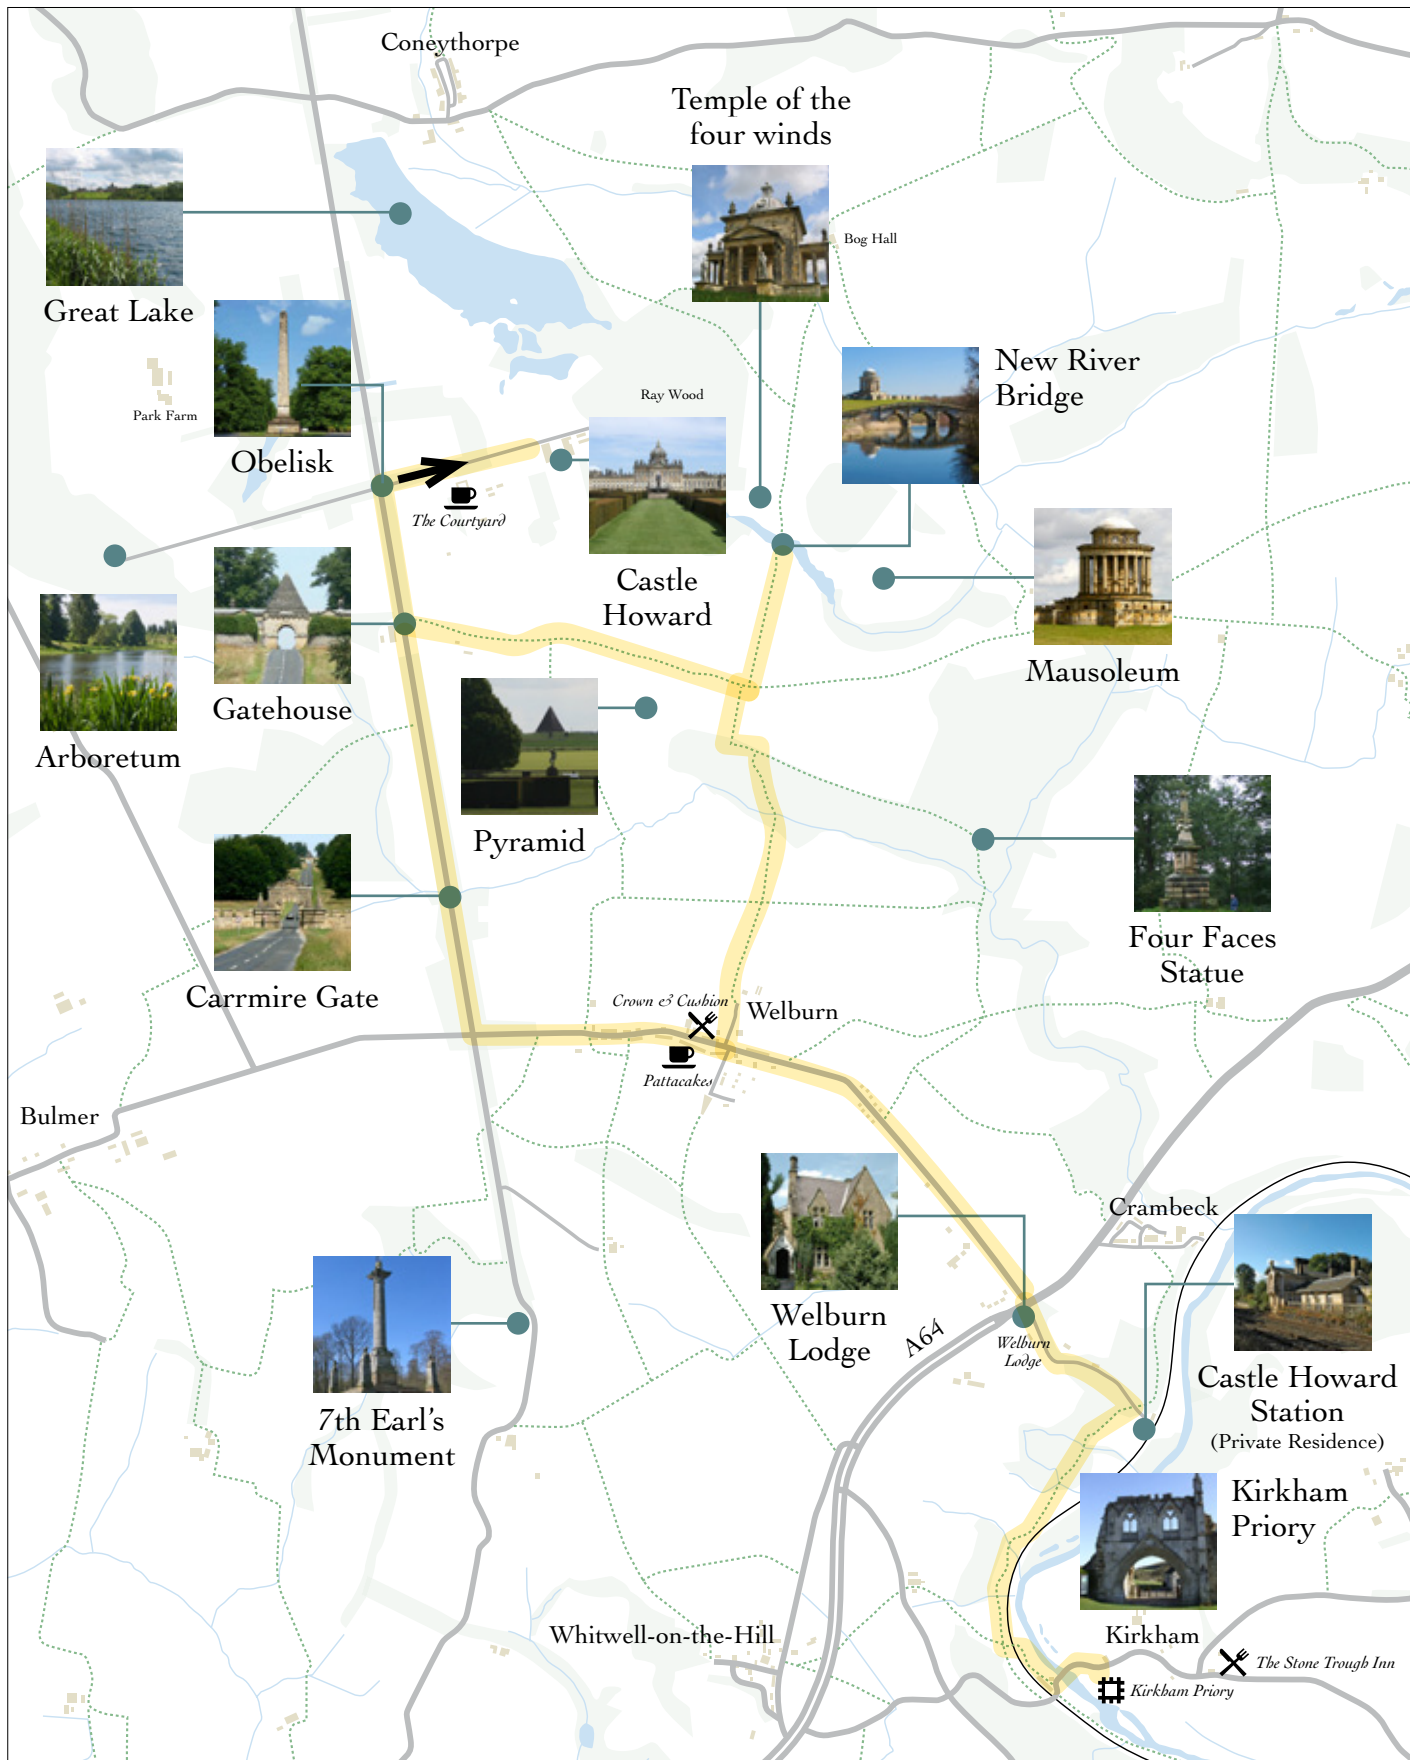 Coneythorpe
Temple of the
four winds
Bog Hall
Great Lake
New River
Bridge
Park Farm
Ray Wood
Obelisk
The Courtyard
Castle
Howard
Mausoleum
Gatehouse
Arboretum
Pyramid
Four Faces
Statue
Carrmire Gate
Crown & Cushion
Welburn
Pattacakes
Bulmer
Crambeck
Welburn
Lodge
A64
Welburn
Lodge
Castle Howard
Station
(Private Residence)
7th Earl's
Monument
Kirkham
Priory
Whitwell-on-the-Hill
Kirkham
The Stone Trough Inn
Kirkham Priory